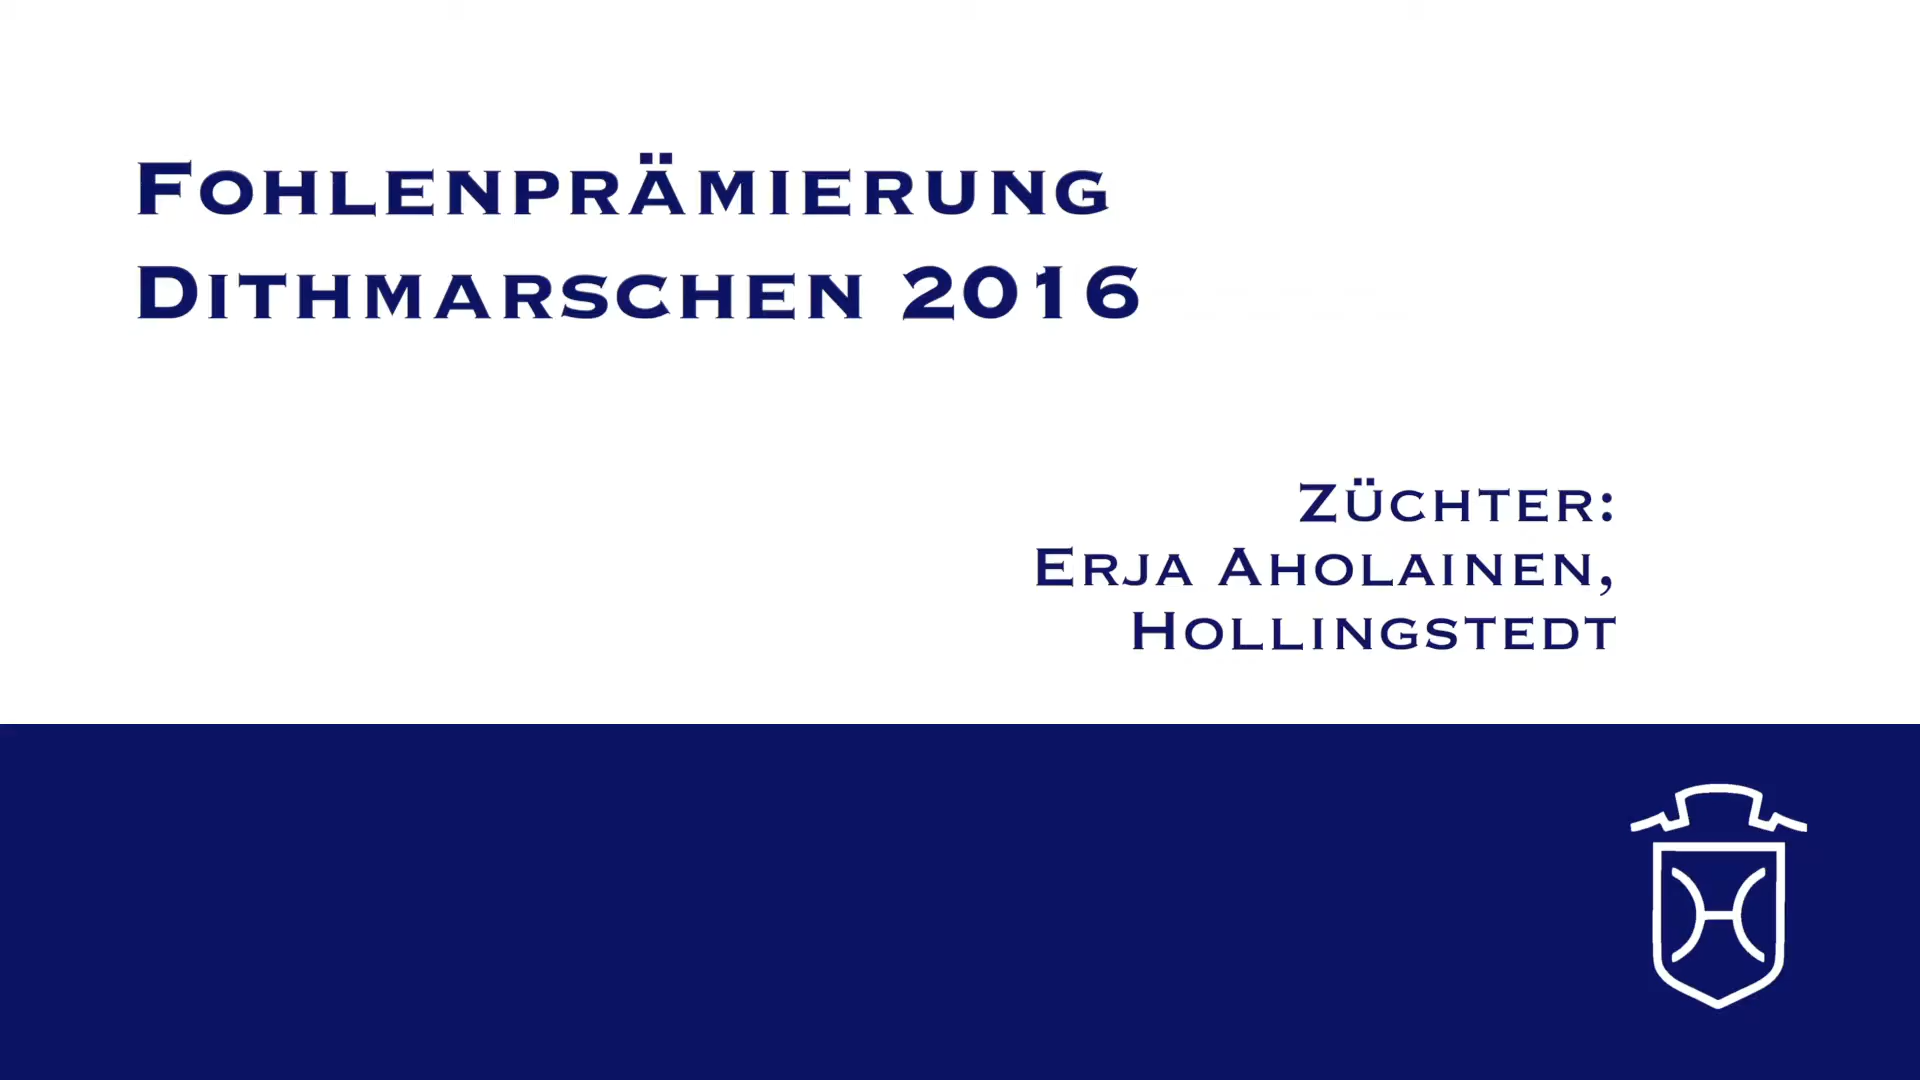 Fohlenprämierung
Dithmarschen 2016
Züchter:
Erja Aholainen,
Hollingstedt